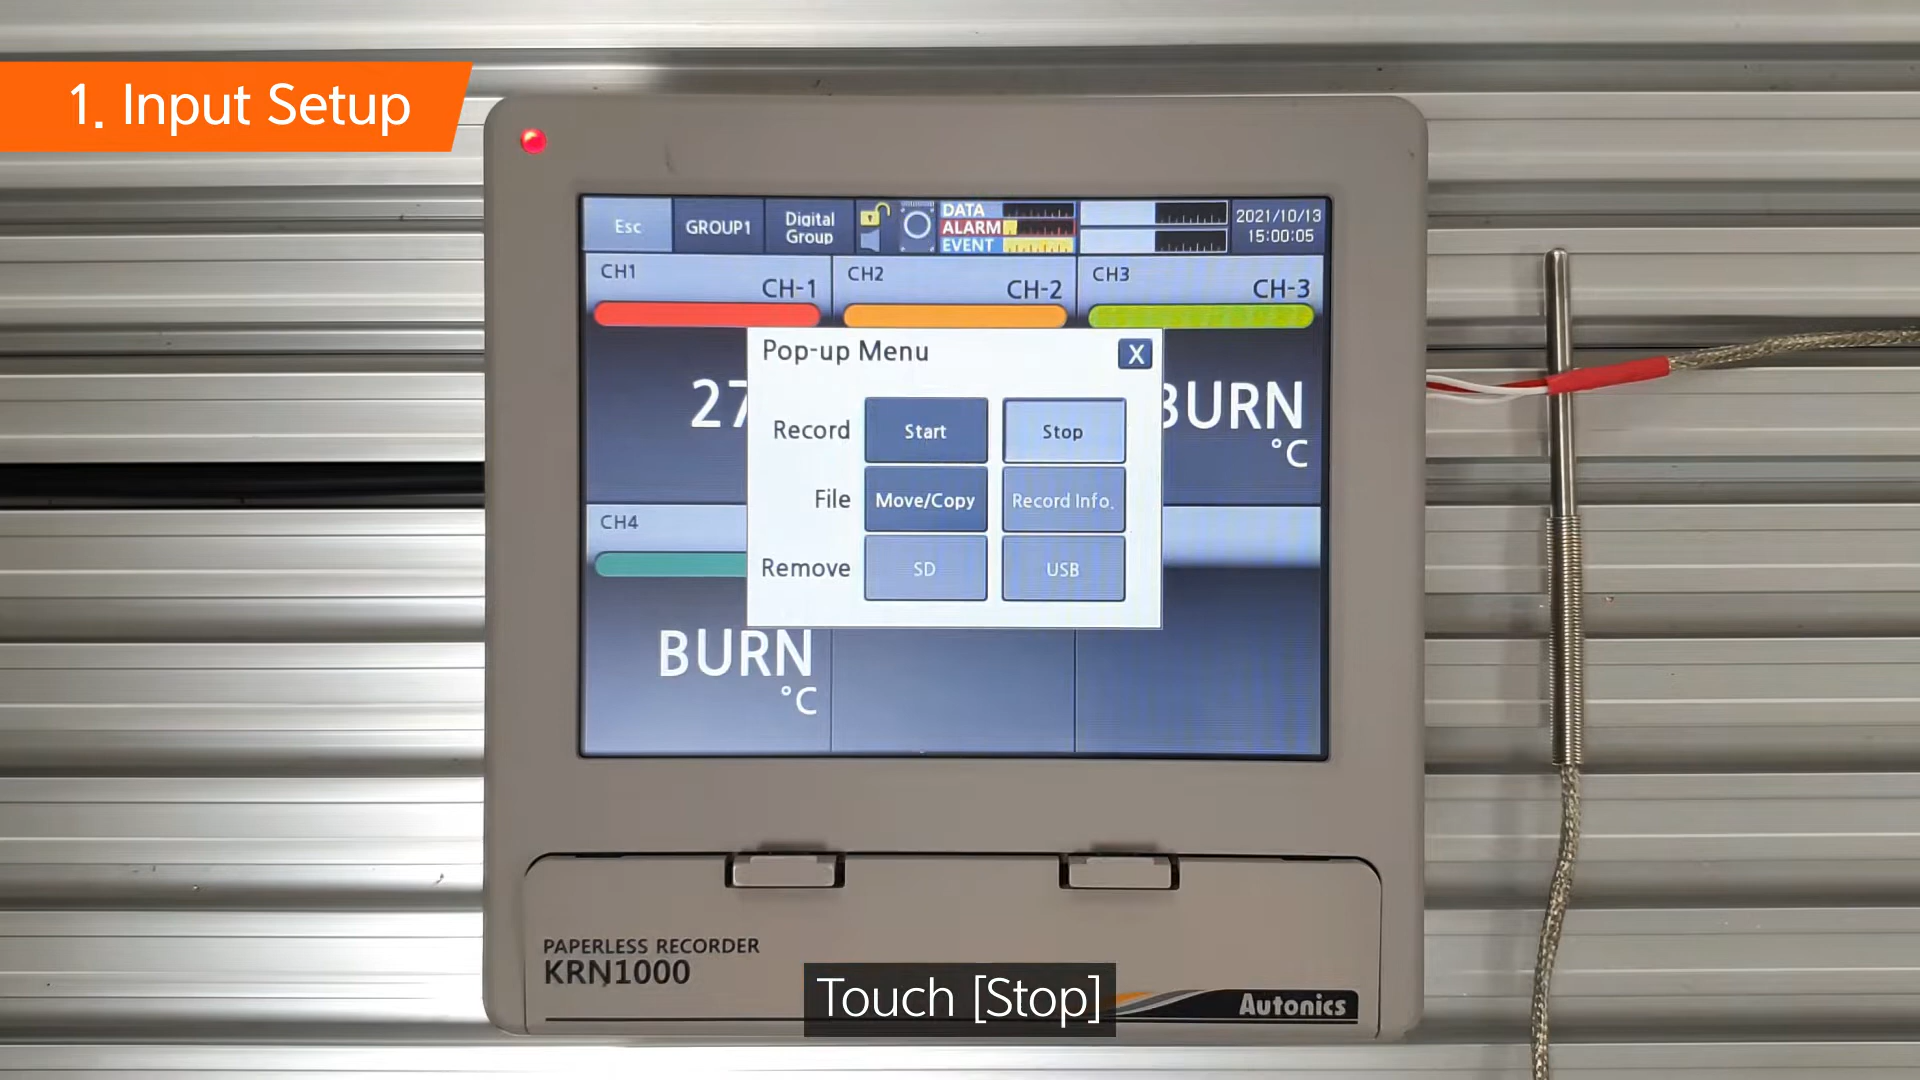 1. Input Setup
Esc
GROUP1
Digital
Group
DATA
ALARM
EVENT
2021/10/13
15:00:05
CH1
CH-1
CH2
CH-2
CH3
CH-3
Pop-up Menu
X
27
Record
Start
Stop
BURN
°C
File
Move/Copy
Record Info.
CH4
Remove
SD
USB
BURN
°C
PAPERLESS RECORDER
KRN1000
Touch [Stop]
Autonics